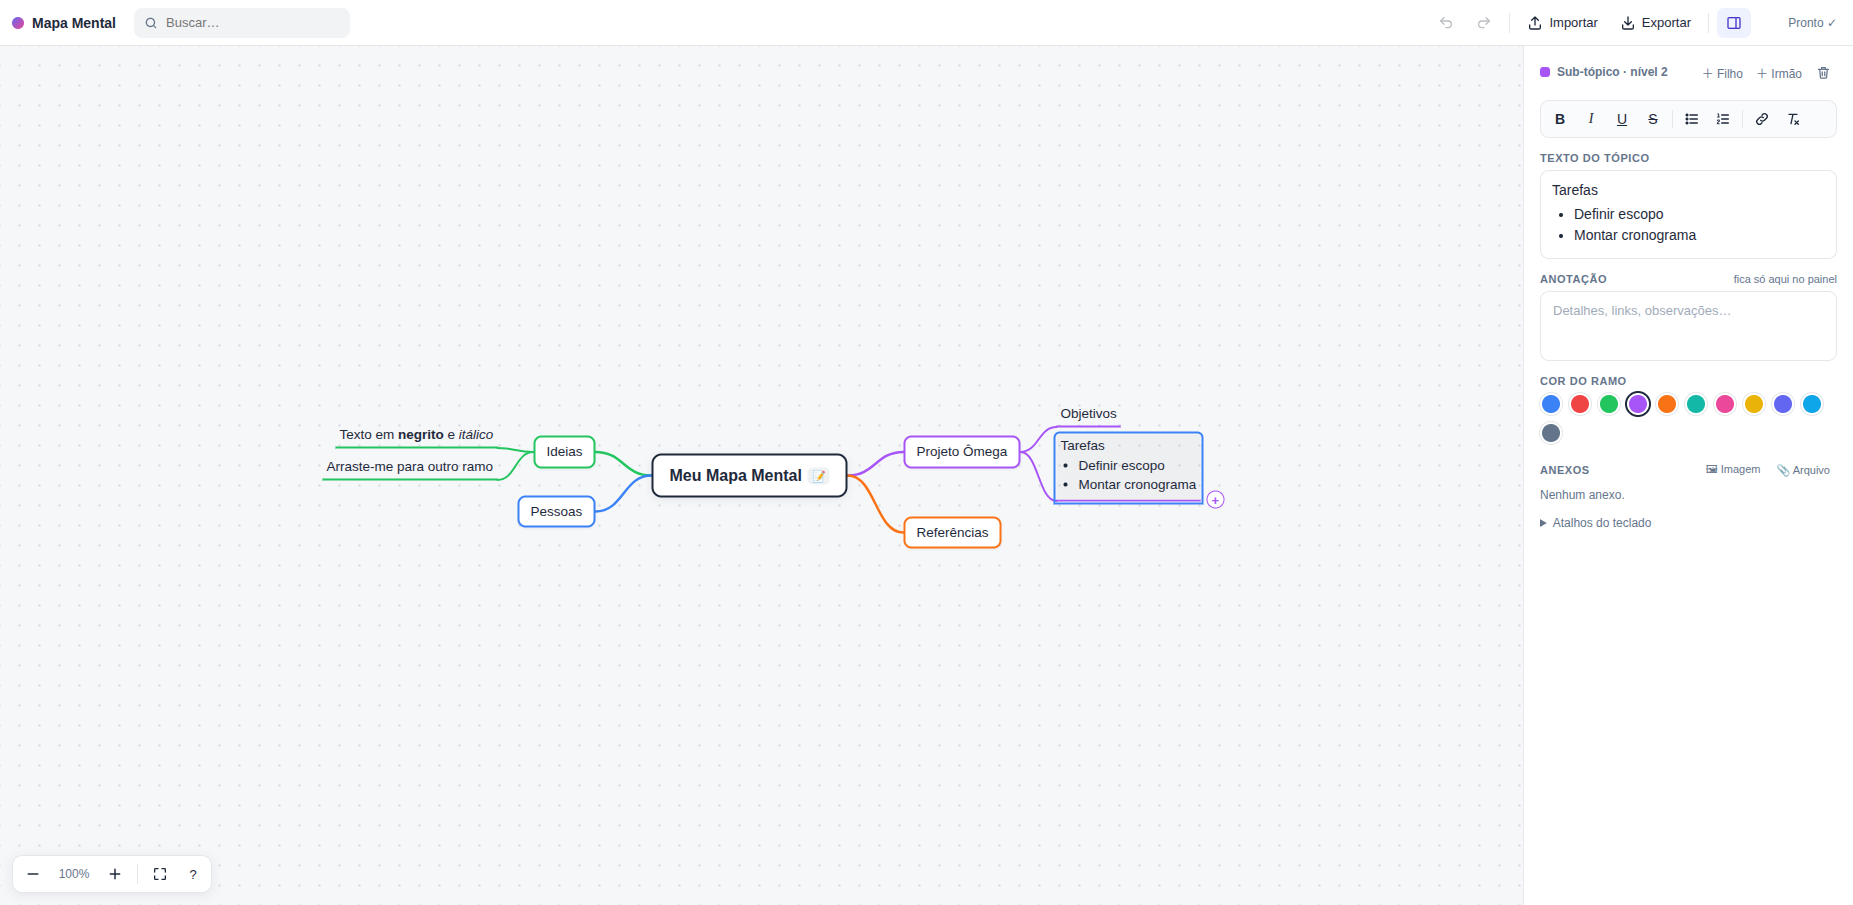 Mapa Mental
Buscar…
Importar
Exportar
Pronto ✓
Sub-tópico · nível 2
+ Filho
+ Irmão
B I U S
TEXTO DO TÓPICO
Tarefas
• Definir escopo
• Montar cronograma
ANOTAÇÃO
fica só aqui no painel
Detalhes, links, observações…
COR DO RAMO
ANEXOS
Imagem
Arquivo
Nenhum anexo.
Atalhos do teclado
Texto em negrito e itálico
Arraste-me para outro ramo
Ideias
Pessoas
Meu Mapa Mental
Projeto Ômega
Referências
Objetivos
Tarefas
• Definir escopo
• Montar cronograma
+
− 100% + ?